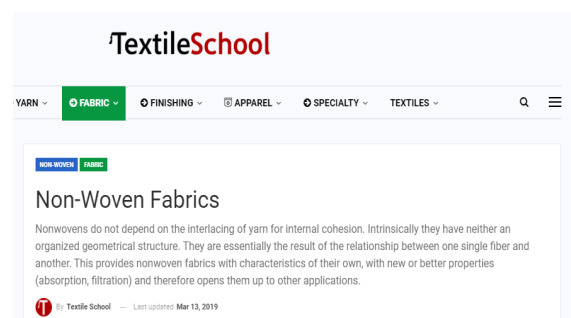 TextileSchool
YARN FABRIC FINISHING APPAREL SPECIALTY TEXTILES
NON-WOVEN FABRIC
Non-Woven Fabrics
Nonwovens do not depend on the interlacing of yarn for internal cohesion. Intrinsically they have neither an
organized geometrical structure. They are essentially the result of the relationship between one single fiber and
another. This provides nonwoven fabrics with characteristics of their own, with new or better properties
(absorption, filtration) and therefore opens them up to other applications.
By Textile School — Last updated Mar 13, 2019